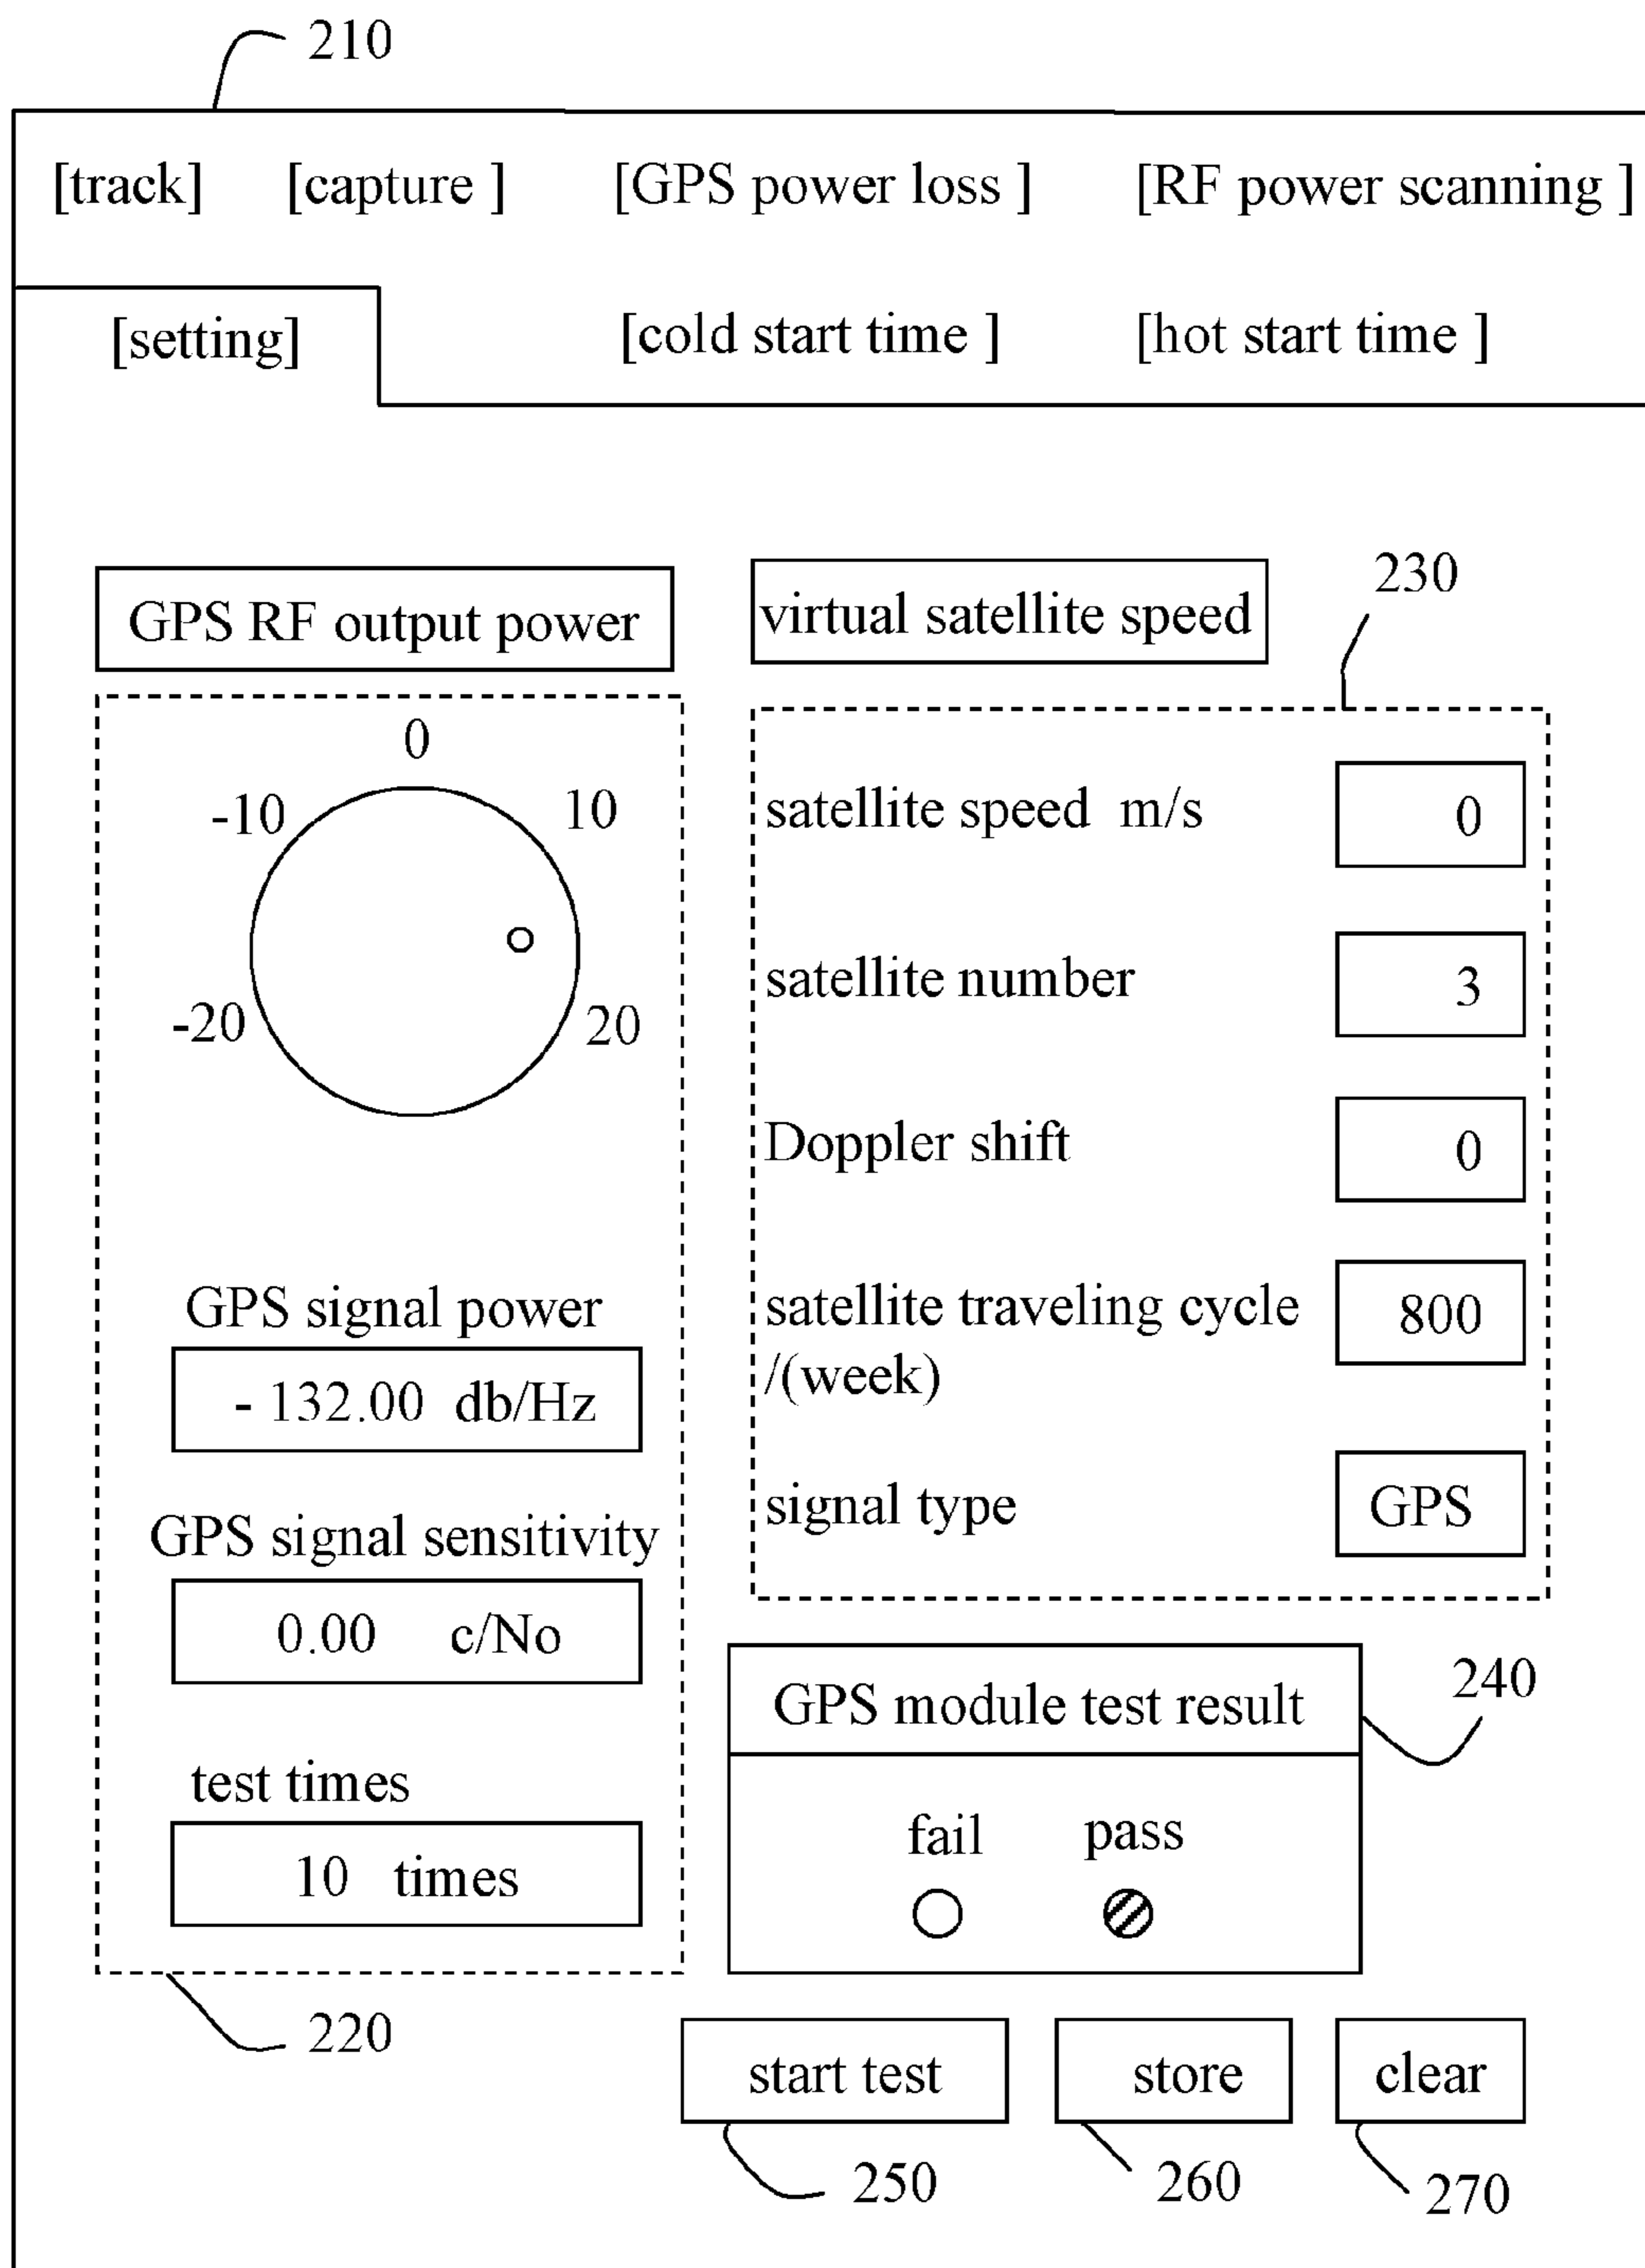 210
[track] [capture ] [GPS power loss ] [RF power scanning ]
[setting] [cold start time ] [hot start time ]
230
GPS RF output power
virtual satellite speed
0
-10 10
-20 20
GPS signal power
- 132.00 db/Hz
GPS signal sensitivity
0.00 c/No
test times
10 times
220
satellite speed m/s 0
satellite number 3
Doppler shift 0
satellite traveling cycle 800
/(week)
signal type GPS
240
GPS module test result
fail pass
start test store clear
250 260 270